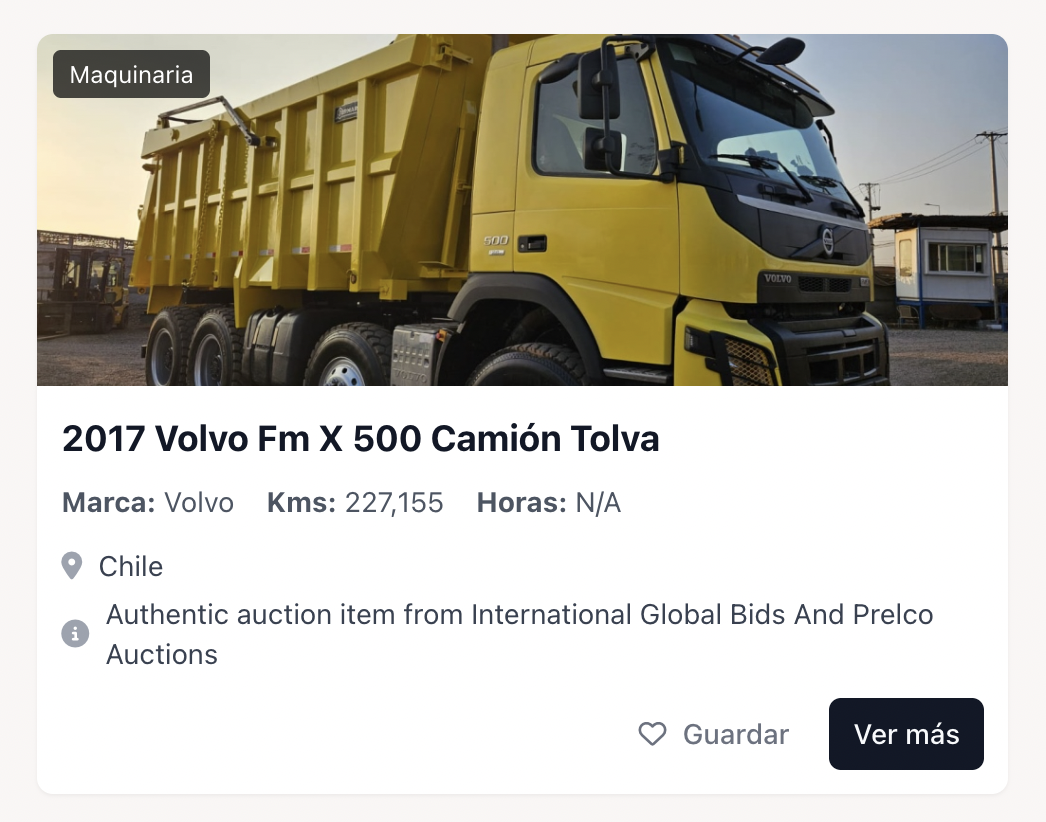 Maquinaria
500
VOLVO
2017 Volvo Fm X 500 Camión Tolva
Marca: Volvo Kms: 227,155 Horas: N/A
Chile
Authentic auction item from International Global Bids And Prelco
Auctions
Guardar Ver más